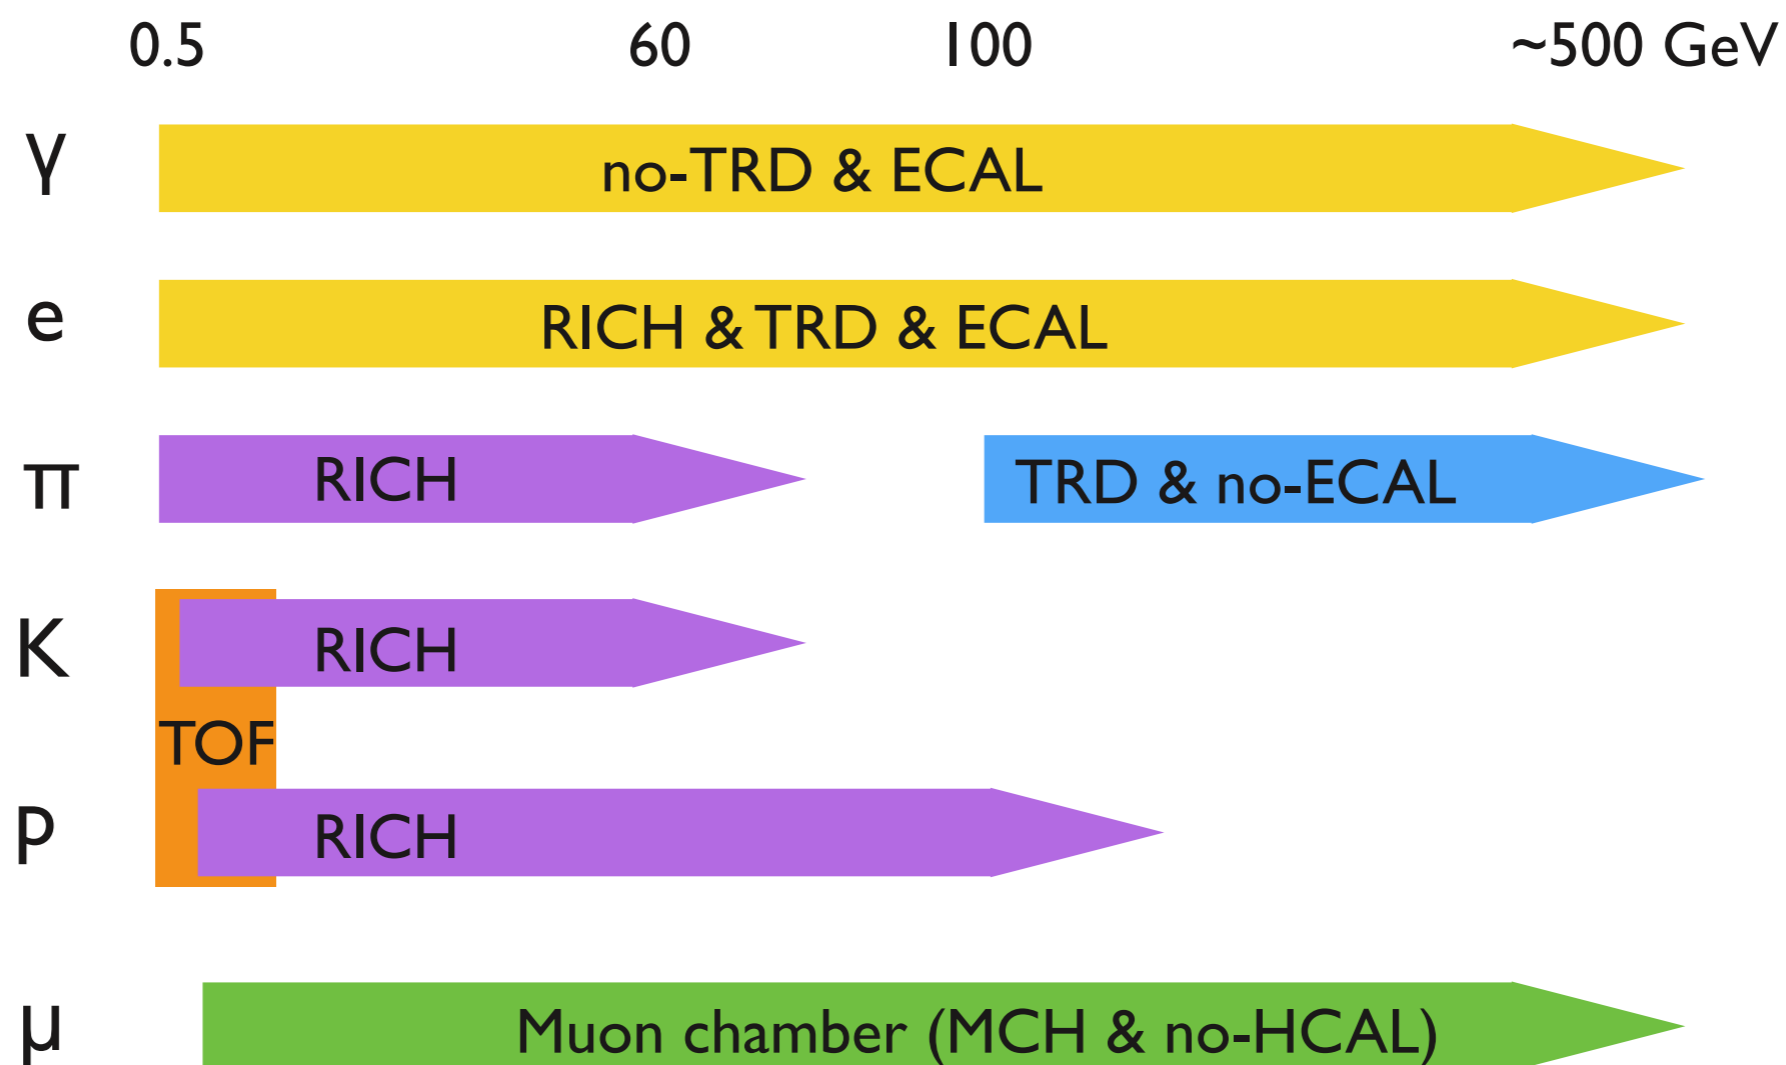 0.5 60 100 ~500 GeV
γ no-TRD & ECAL
e RICH & TRD & ECAL
π RICH TRD & no-ECAL
K RICH
TOF
p RICH
μ Muon chamber (MCH & no-HCAL)